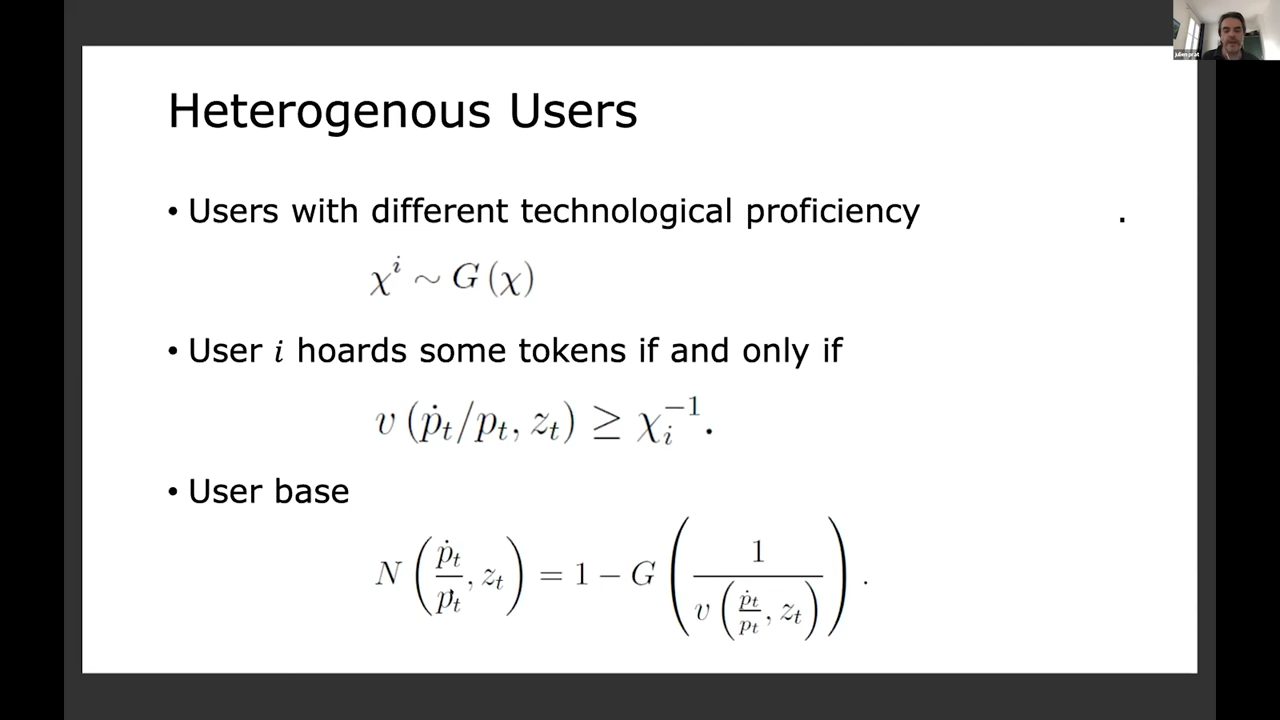 Heterogenous Users
• Users with different technological proficiency .
χ^i ∼ G (χ)
• User i hoards some tokens if and only if
v (ṗ_t/p_t, z_t) ≥ χ_i^{-1}.
• User base
N (ṗ_t/p_t, z_t) = 1 − G (1/v(ṗ_t/p_t, z_t)) .